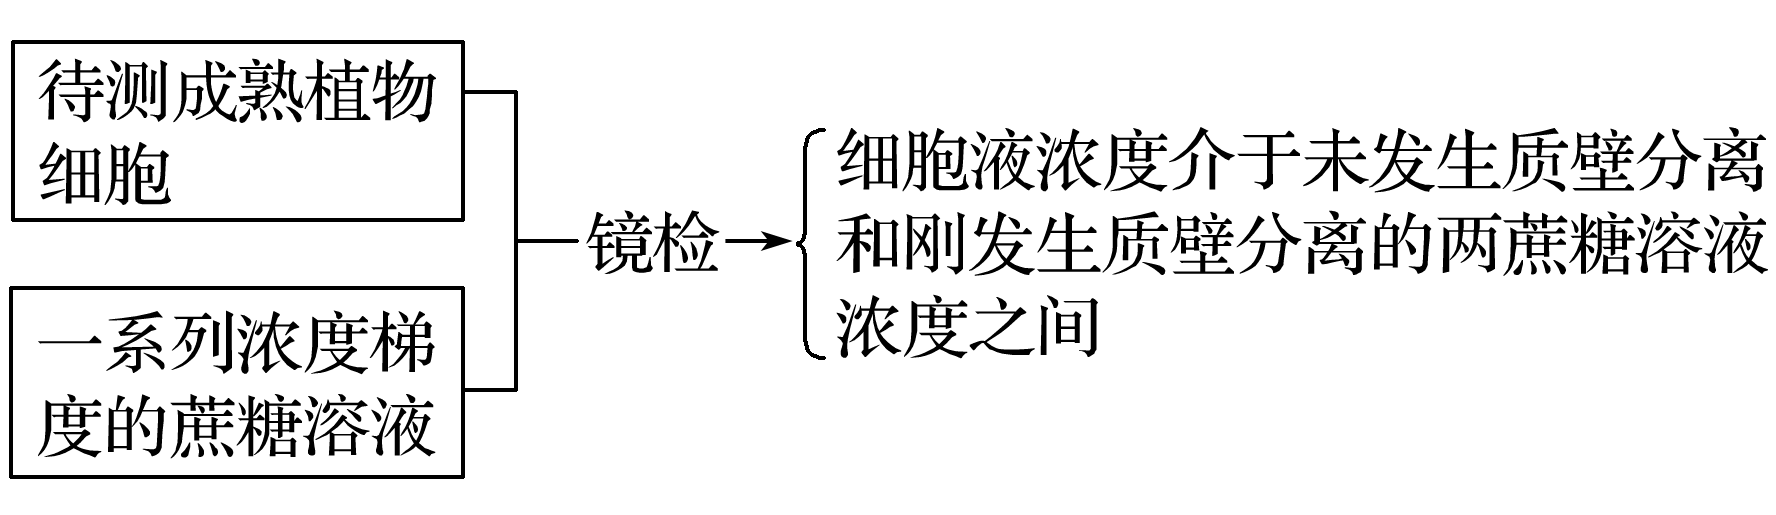 待测成熟植物
细胞
一系列浓度梯
度的蔗糖溶液
镜检
细胞液浓度介于未发生质壁分离
和刚发生质壁分离的两蔗糖溶液
浓度之间